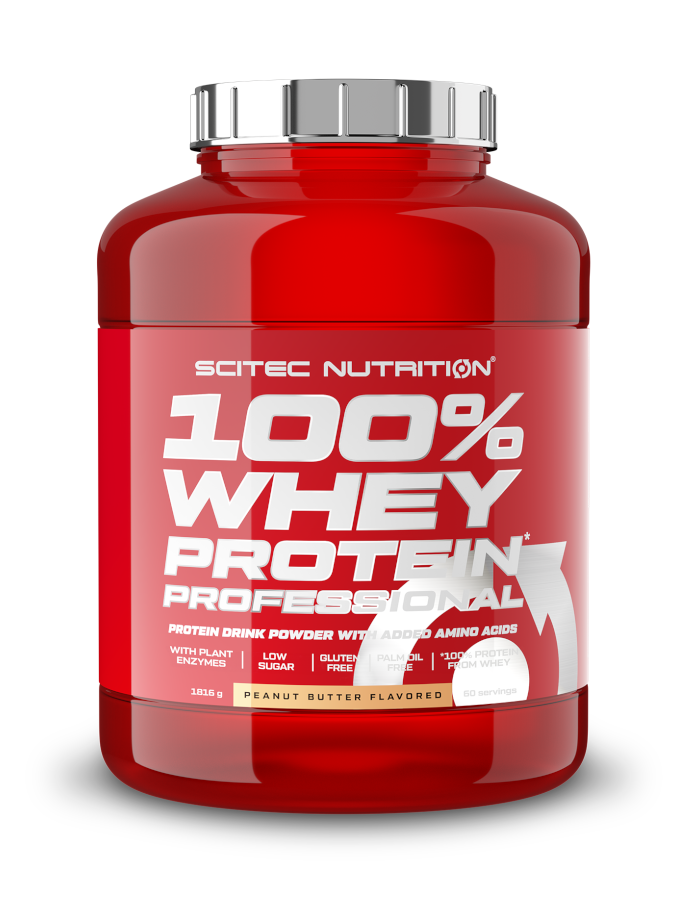 SCITEC NUTRITION®
100%
WHEY
PROTEIN*
PROFESSIONAL
PROTEIN DRINK POWDER WITH ADDED AMINO ACIDS
WITH PLANT ENZYMES | LOW SUGAR | GLUTEN FREE | PALM OIL FREE | *100% PROTEIN FROM WHEY
1816 g PEANUT BUTTER FLAVORED 60 servings